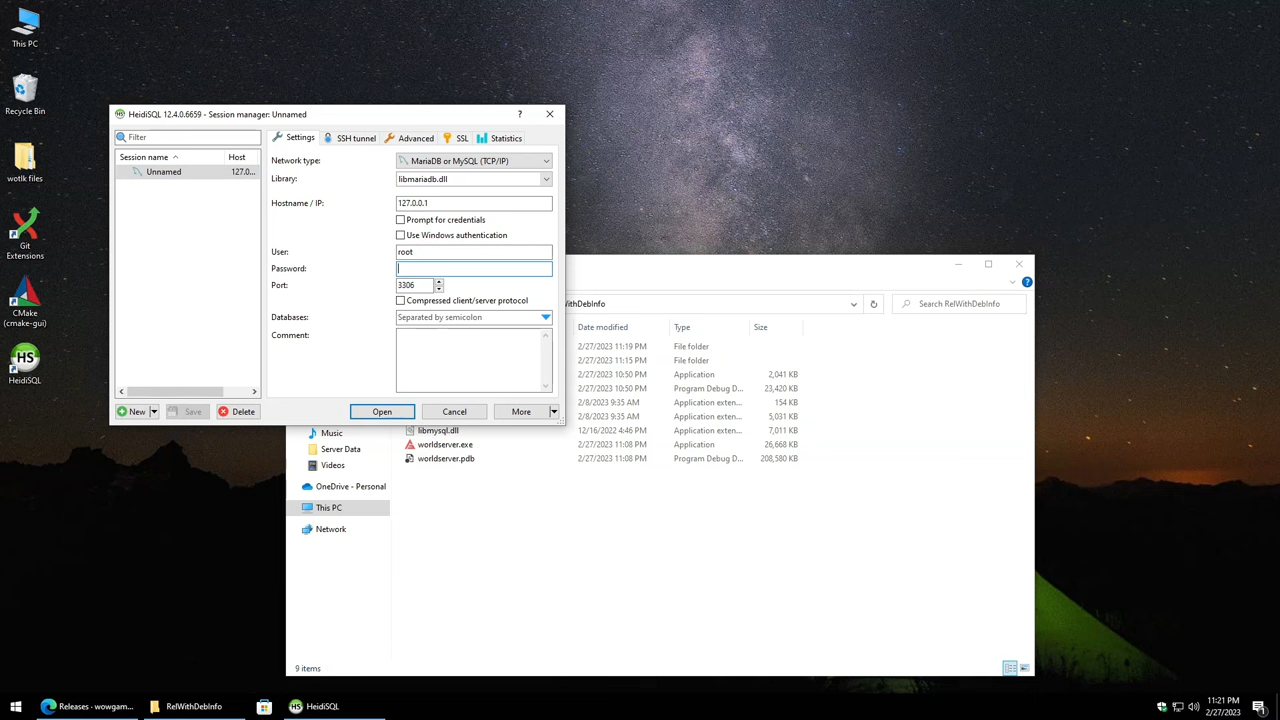 This PC
Recycle Bin
wotlk files
Git
Extensions
CMake
(cmake-gui)
HeidiSQL
HeidiSQL 12.4.0.6659 - Session manager: Unnamed
Filter
Session name
Host
Unnamed
127.0...
New
Save
Delete
Settings
SSH tunnel
Advanced
SSL
Statistics
Network type:
MariaDB or MySQL (TCP/IP)
Library:
libmariadb.dll
Hostname / IP:
127.0.0.1
Prompt for credentials
Use Windows authentication
User:
root
Password:
Port:
3306
Compressed client/server protocol
Databases:
Separated by semicolon
Comment:
Open
Cancel
More
WithDebInfo
Search RelWithDebInfo
Date modified
Type
Size
2/27/2023 11:19 PM
File folder
2/27/2023 11:15 PM
File folder
2/27/2023 10:50 PM
Application
2,041 KB
2/27/2023 10:50 PM
Program Debug D...
23,420 KB
2/8/2023 9:35 AM
Application exten...
154 KB
2/8/2023 9:35 AM
Application exten...
5,031 KB
libmysql.dll
12/16/2022 4:46 PM
Application exten...
7,011 KB
worldserver.exe
2/27/2023 11:08 PM
Application
26,668 KB
worldserver.pdb
2/27/2023 11:08 PM
Program Debug D...
208,580 KB
Music
Server Data
Videos
OneDrive - Personal
This PC
Network
9 items
Releases - wowgam...
RelWithDebInfo
HeidiSQL
11:21 PM
2/27/2023